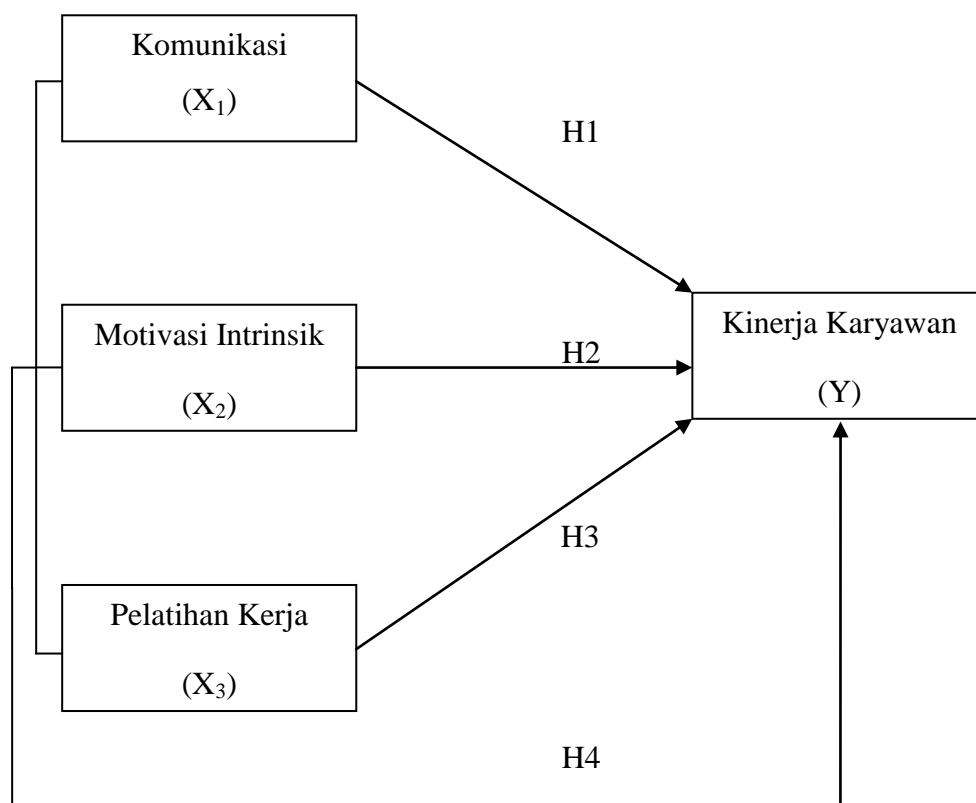 Komunikasi
(X₁)
H1
Motivasi Intrinsik
(X₂)
H2
Kinerja Karyawan
(Y)
Pelatihan Kerja
(X₃)
H3
H4